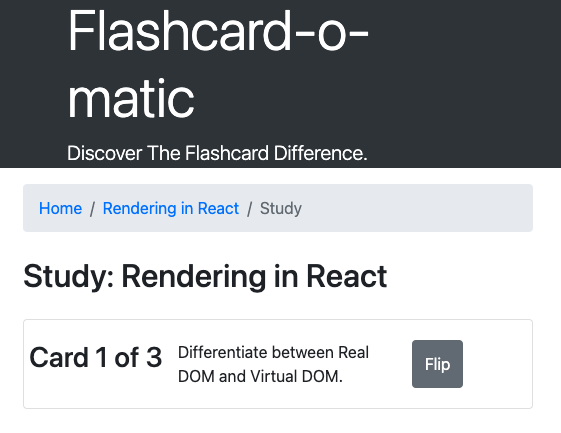 Flashcard-o-
matic
Discover The Flashcard Difference.
Home / Rendering in React / Study
Study: Rendering in React
Card 1 of 3
Differentiate between Real
DOM and Virtual DOM.
Flip